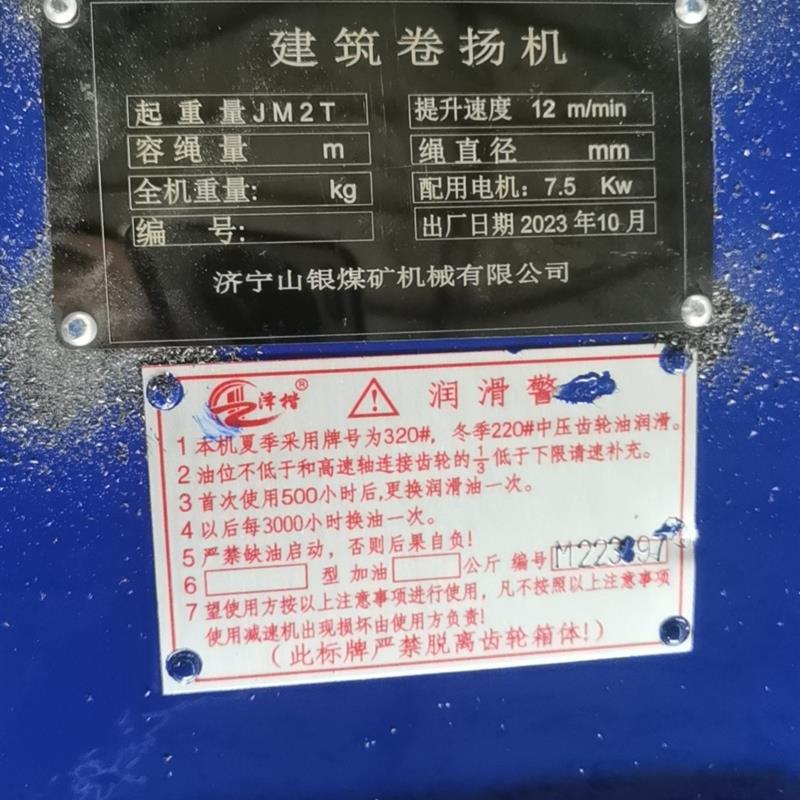 建筑卷扬机
起重量JM2T
提升速度 12 m/min
容绳量 m
绳直径 mm
全机重量: kg
配用电机: 7.5 Kw
编号:
出厂日期 2023 年10 月
济宁山银煤矿机械有限公司
泽楷®
润滑警
1 本机夏季采用牌号为320#,冬季220#中压齿轮油润滑。
2 油位不低于和高速轴连接齿轮的1/3低于下限请速补充。
3 首次使用500小时后,更换润滑油一次。
4 以后每3000小时换油一次。
5 严禁缺油启动,否则后果自负!
6 型 加油 公斤 编号
7 望使用方按以上注意事项进行使用,凡不按照以上注意事项
使用减速机出现损坏由使用方负责!
(此标牌严禁脱离齿轮箱体!)